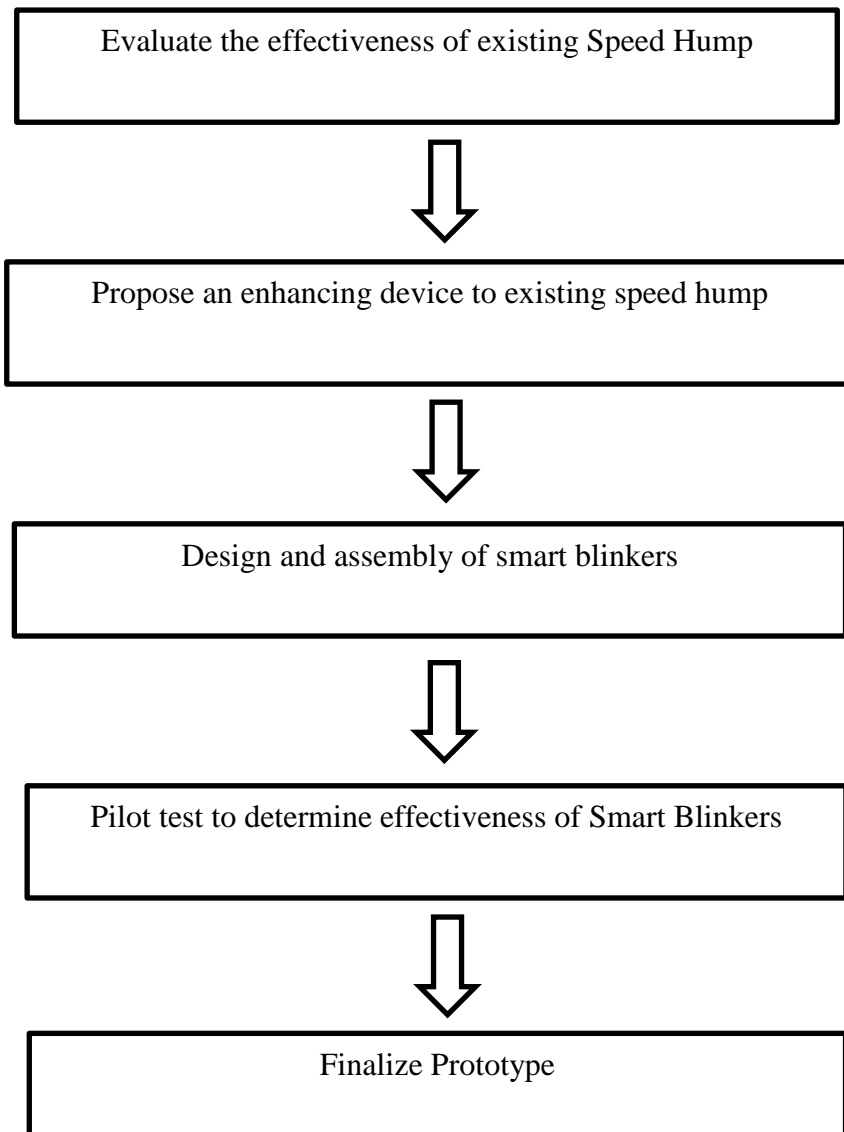 Evaluate the effectiveness of existing Speed Hump
Propose an enhancing device to existing speed hump
Design and assembly of smart blinkers
Pilot test to determine effectiveness of Smart Blinkers
Finalize Prototype